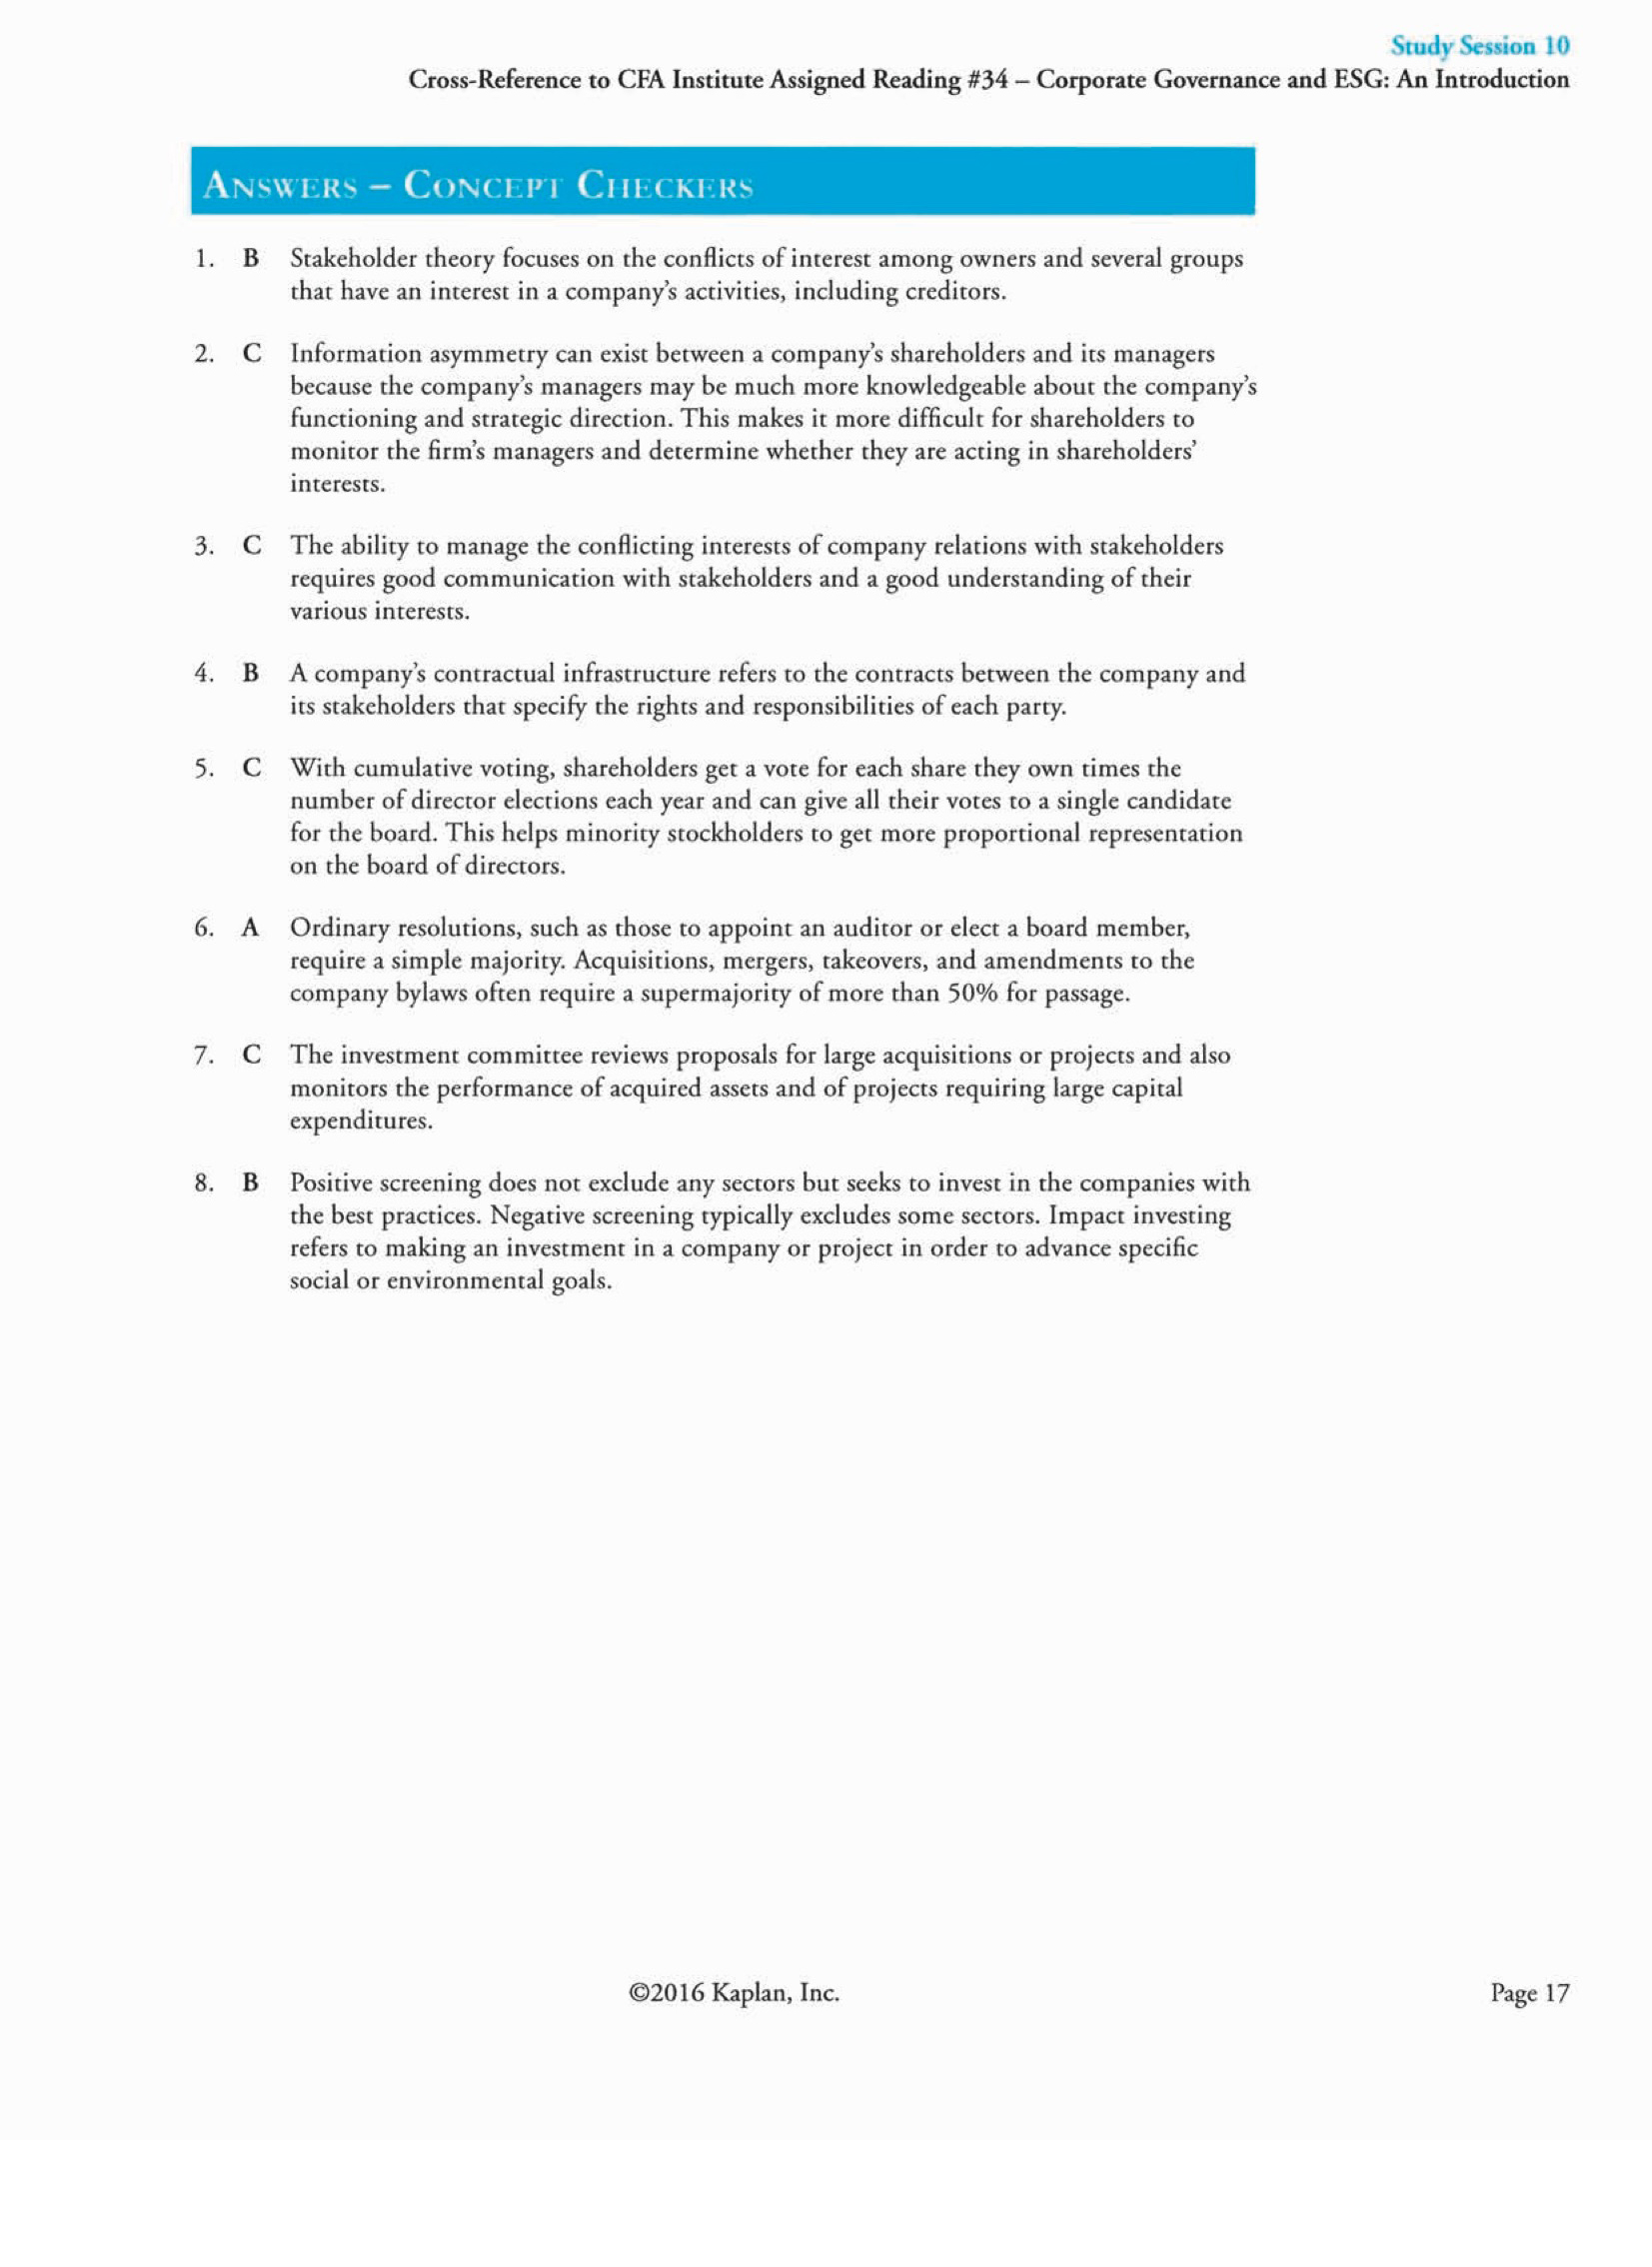 Study Session 10
Cross-Reference to CFA Institute Assigned Reading #34 – Corporate Governance and ESG: An Introduction
ANSWERS – CONCEPT CHECKERS
1. B Stakeholder theory focuses on the conflicts of interest among owners and several groups
that have an interest in a company's activities, including creditors.
2. C Information asymmetry can exist between a company's shareholders and its managers
because the company's managers may be much more knowledgeable about the company's
functioning and strategic direction. This makes it more difficult for shareholders to
monitor the firm's managers and determine whether they are acting in shareholders'
interests.
3. C The ability to manage the conflicting interests of company relations with stakeholders
requires good communication with stakeholders and a good understanding of their
various interests.
4. B A company's contractual infrastructure refers to the contracts between the company and
its stakeholders that specify the rights and responsibilities of each party.
5. C With cumulative voting, shareholders get a vote for each share they own times the
number of director elections each year and can give all their votes to a single candidate
for the board. This helps minority stockholders to get more proportional representation
on the board of directors.
6. A Ordinary resolutions, such as those to appoint an auditor or elect a board member,
require a simple majority. Acquisitions, mergers, takeovers, and amendments to the
company bylaws often require a supermajority of more than 50% for passage.
7. C The investment committee reviews proposals for large acquisitions or projects and also
monitors the performance of acquired assets and of projects requiring large capital
expenditures.
8. B Positive screening does not exclude any sectors but seeks to invest in the companies with
the best practices. Negative screening typically excludes some sectors. Impact investing
refers to making an investment in a company or project in order to advance specific
social or environmental goals.
©2016 Kaplan, Inc.
Page 17